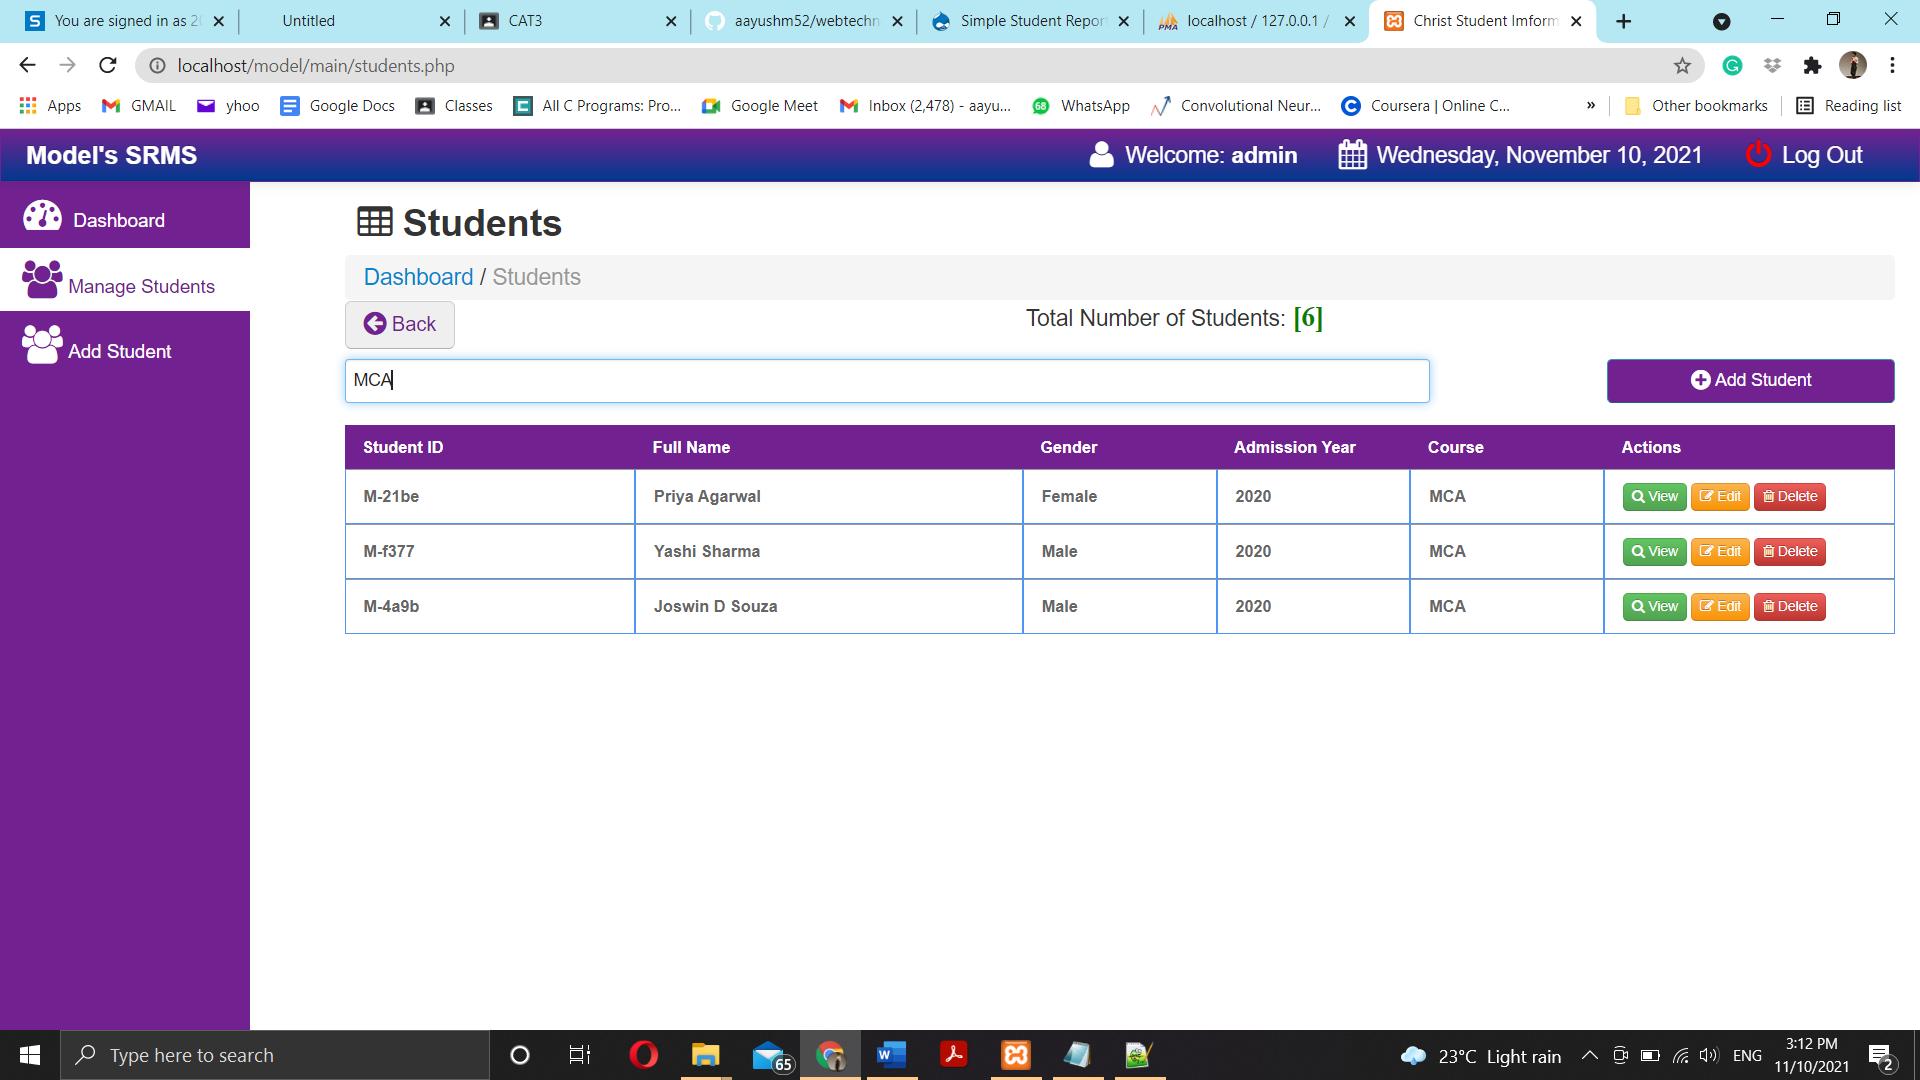 You are signed in as 2
Untitled
CAT3
aayushm52/webtechn
Simple Student Repor
localhost / 127.0.0.1 /
Christ Student Imform
localhost/model/main/students.php
Apps GMAIL yhoo Google Docs Classes All C Programs: Pro... Google Meet Inbox (2,478) - aayu... WhatsApp Convolutional Neur... Coursera | Online C... » Other bookmarks Reading list
Model's SRMS Welcome: admin Wednesday, November 10, 2021 Log Out
Dashboard
Manage Students
Add Student
Students
Dashboard / Students
Back Total Number of Students: [6]
MCA Add Student
Student ID Full Name Gender Admission Year Course Actions
M-21be Priya Agarwal Female 2020 MCA View Edit Delete
M-f377 Yashi Sharma Male 2020 MCA View Edit Delete
M-4a9b Joswin D Souza Male 2020 MCA View Edit Delete
Type here to search 65 23°C Light rain ENG 3:12 PM
11/10/2021 2